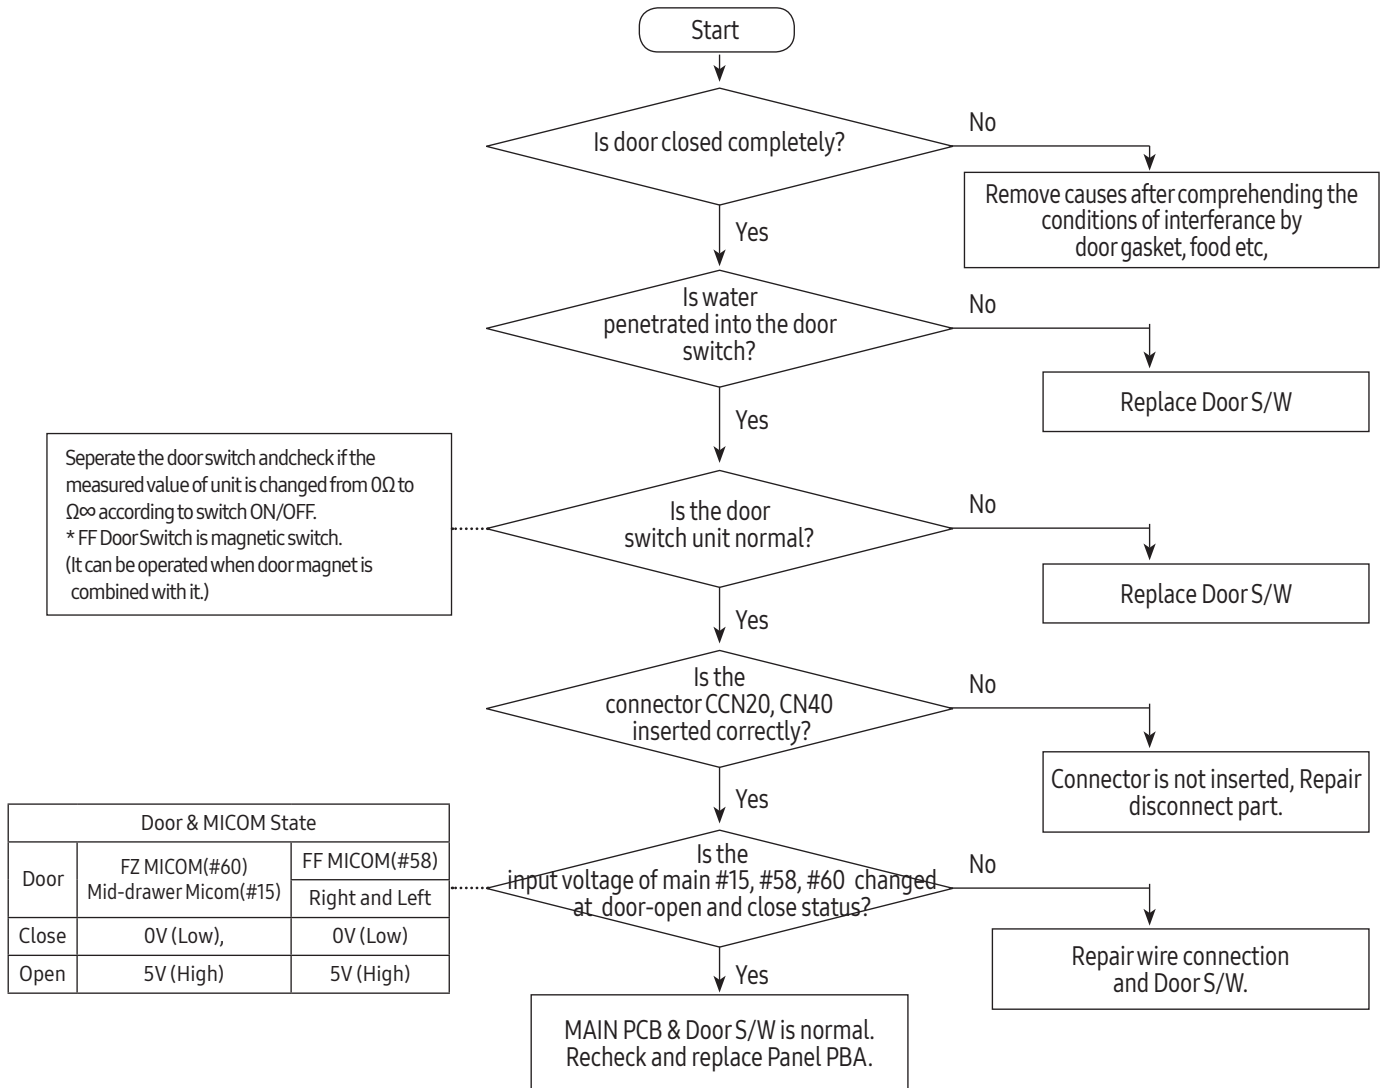 Start
Is door closed completely?
No
Remove causes after comprehending the
conditions of interferance by
door gasket, food etc,
Yes
Is water
penetrated into the door
switch?
No
Replace Door S/W
Yes
Seperate the door switch andcheck if the
measured value of unit is changed from 0Ω to
Ω∞ according to switch ON/OFF.
* FF Door Switch is magnetic switch.
(It can be operated when door magnet is
combined with it.)
Is the door
switch unit normal?
No
Replace Door S/W
Yes
Is the
connector CCN20, CN40
inserted correctly?
No
Connector is not inserted, Repair
disconnect part.
Yes
Door & MICOM State
Door
FZ MICOM(#60)
Mid-drawer Micom(#15)
FF MICOM(#58)
Right and Left
Close
0V (Low),
0V (Low)
Open
5V (High)
5V (High)
Is the
input voltage of main #15, #58, #60 changed
at door-open and close status?
No
Repair wire connection
and Door S/W.
Yes
MAIN PCB & Door S/W is normal.
Recheck and replace Panel PBA.